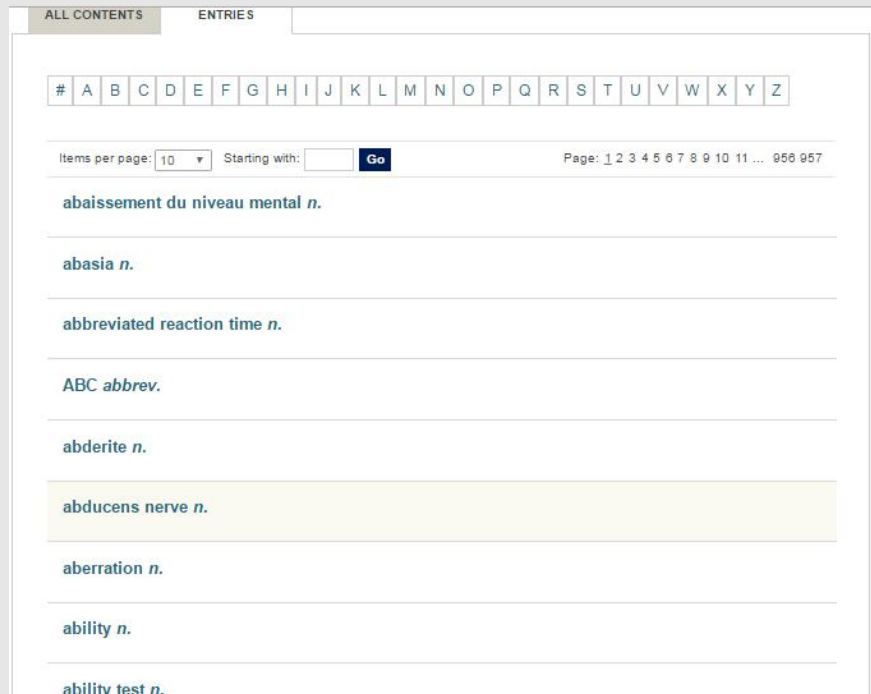 ALL CONTENTS ENTRIES
# A B C D E F G H I J K L M N O P Q R S T U V W X Y Z
Items per page: 10 Starting with: Go Page: 1 2 3 4 5 6 7 8 9 10 11 ... 956 957
abaissement du niveau mental n.
abasia n.
abbreviated reaction time n.
ABC abbrev.
abderite n.
abducens nerve n.
aberration n.
ability n.
ability test n.